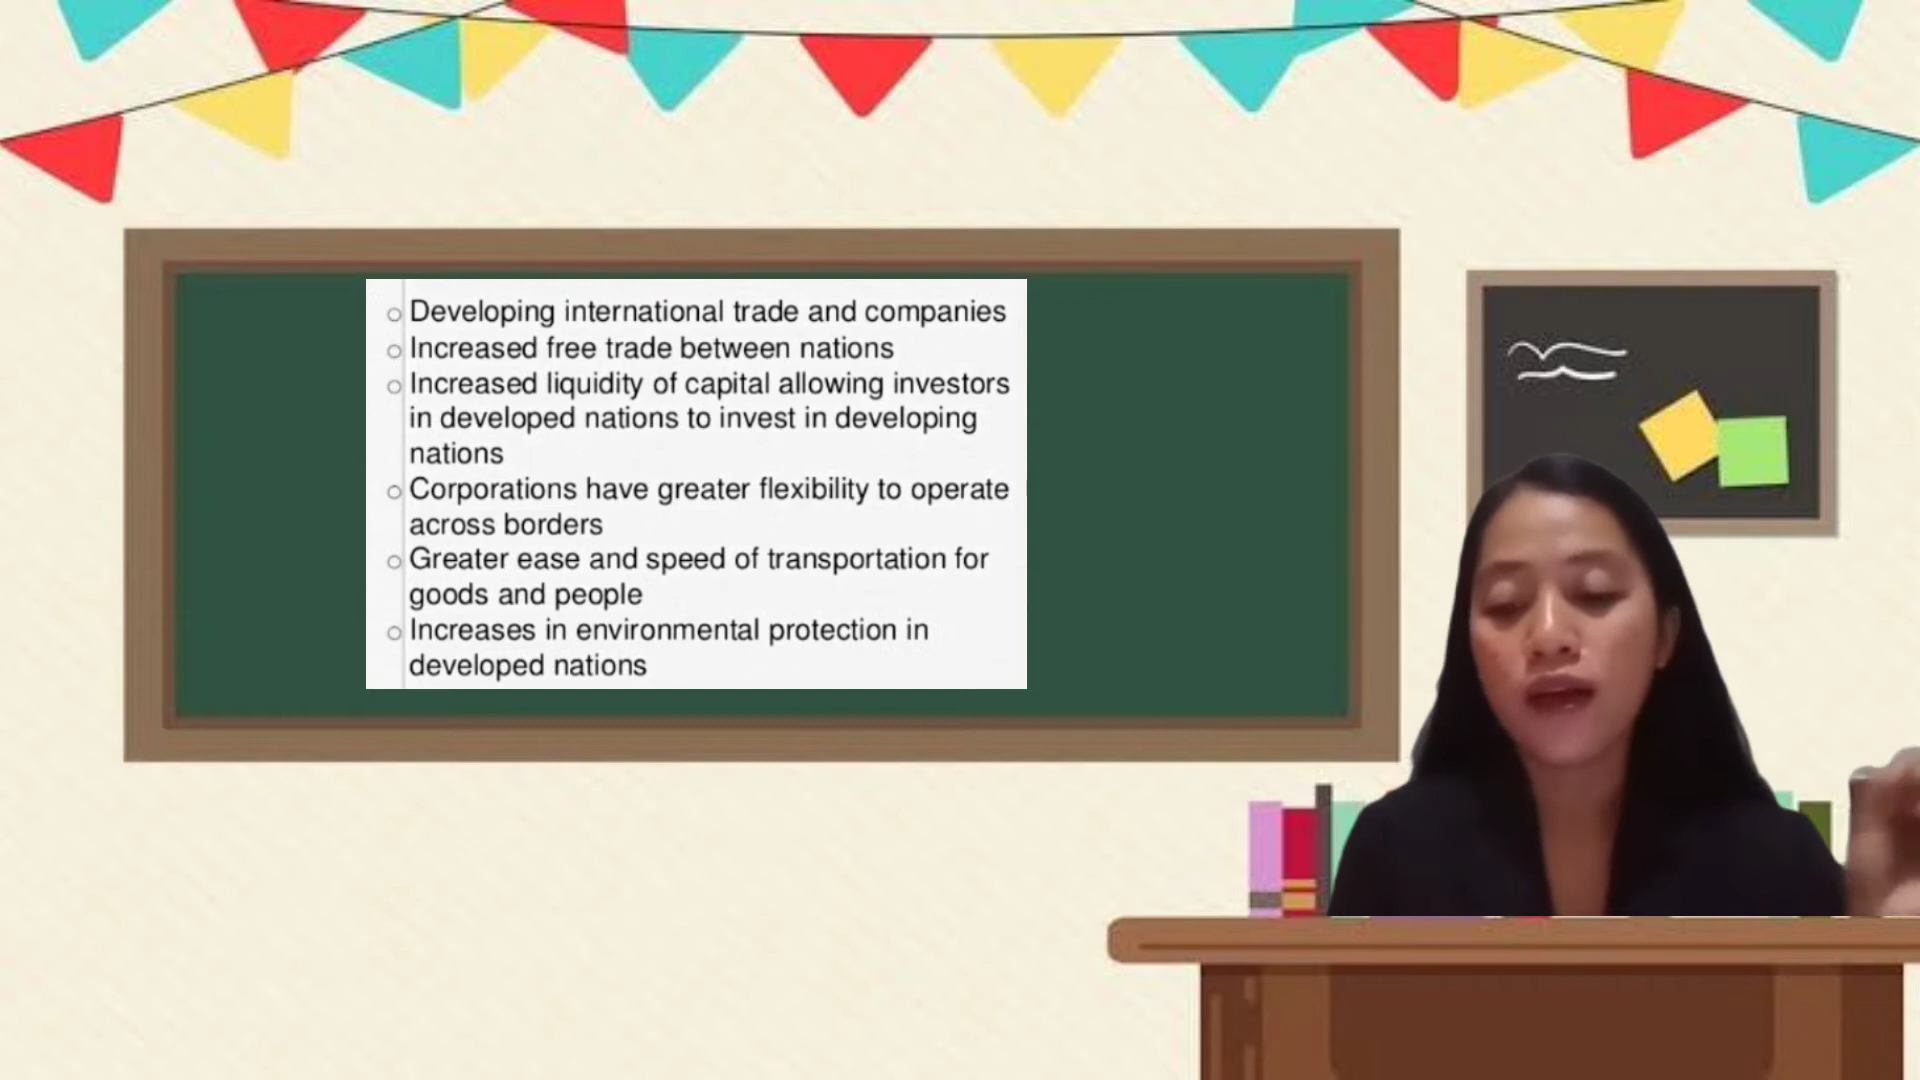 Developing international trade and companies
Increased free trade between nations
Increased liquidity of capital allowing investors
in developed nations to invest in developing
nations
Corporations have greater flexibility to operate
across borders
Greater ease and speed of transportation for
goods and people
Increases in environmental protection in
developed nations